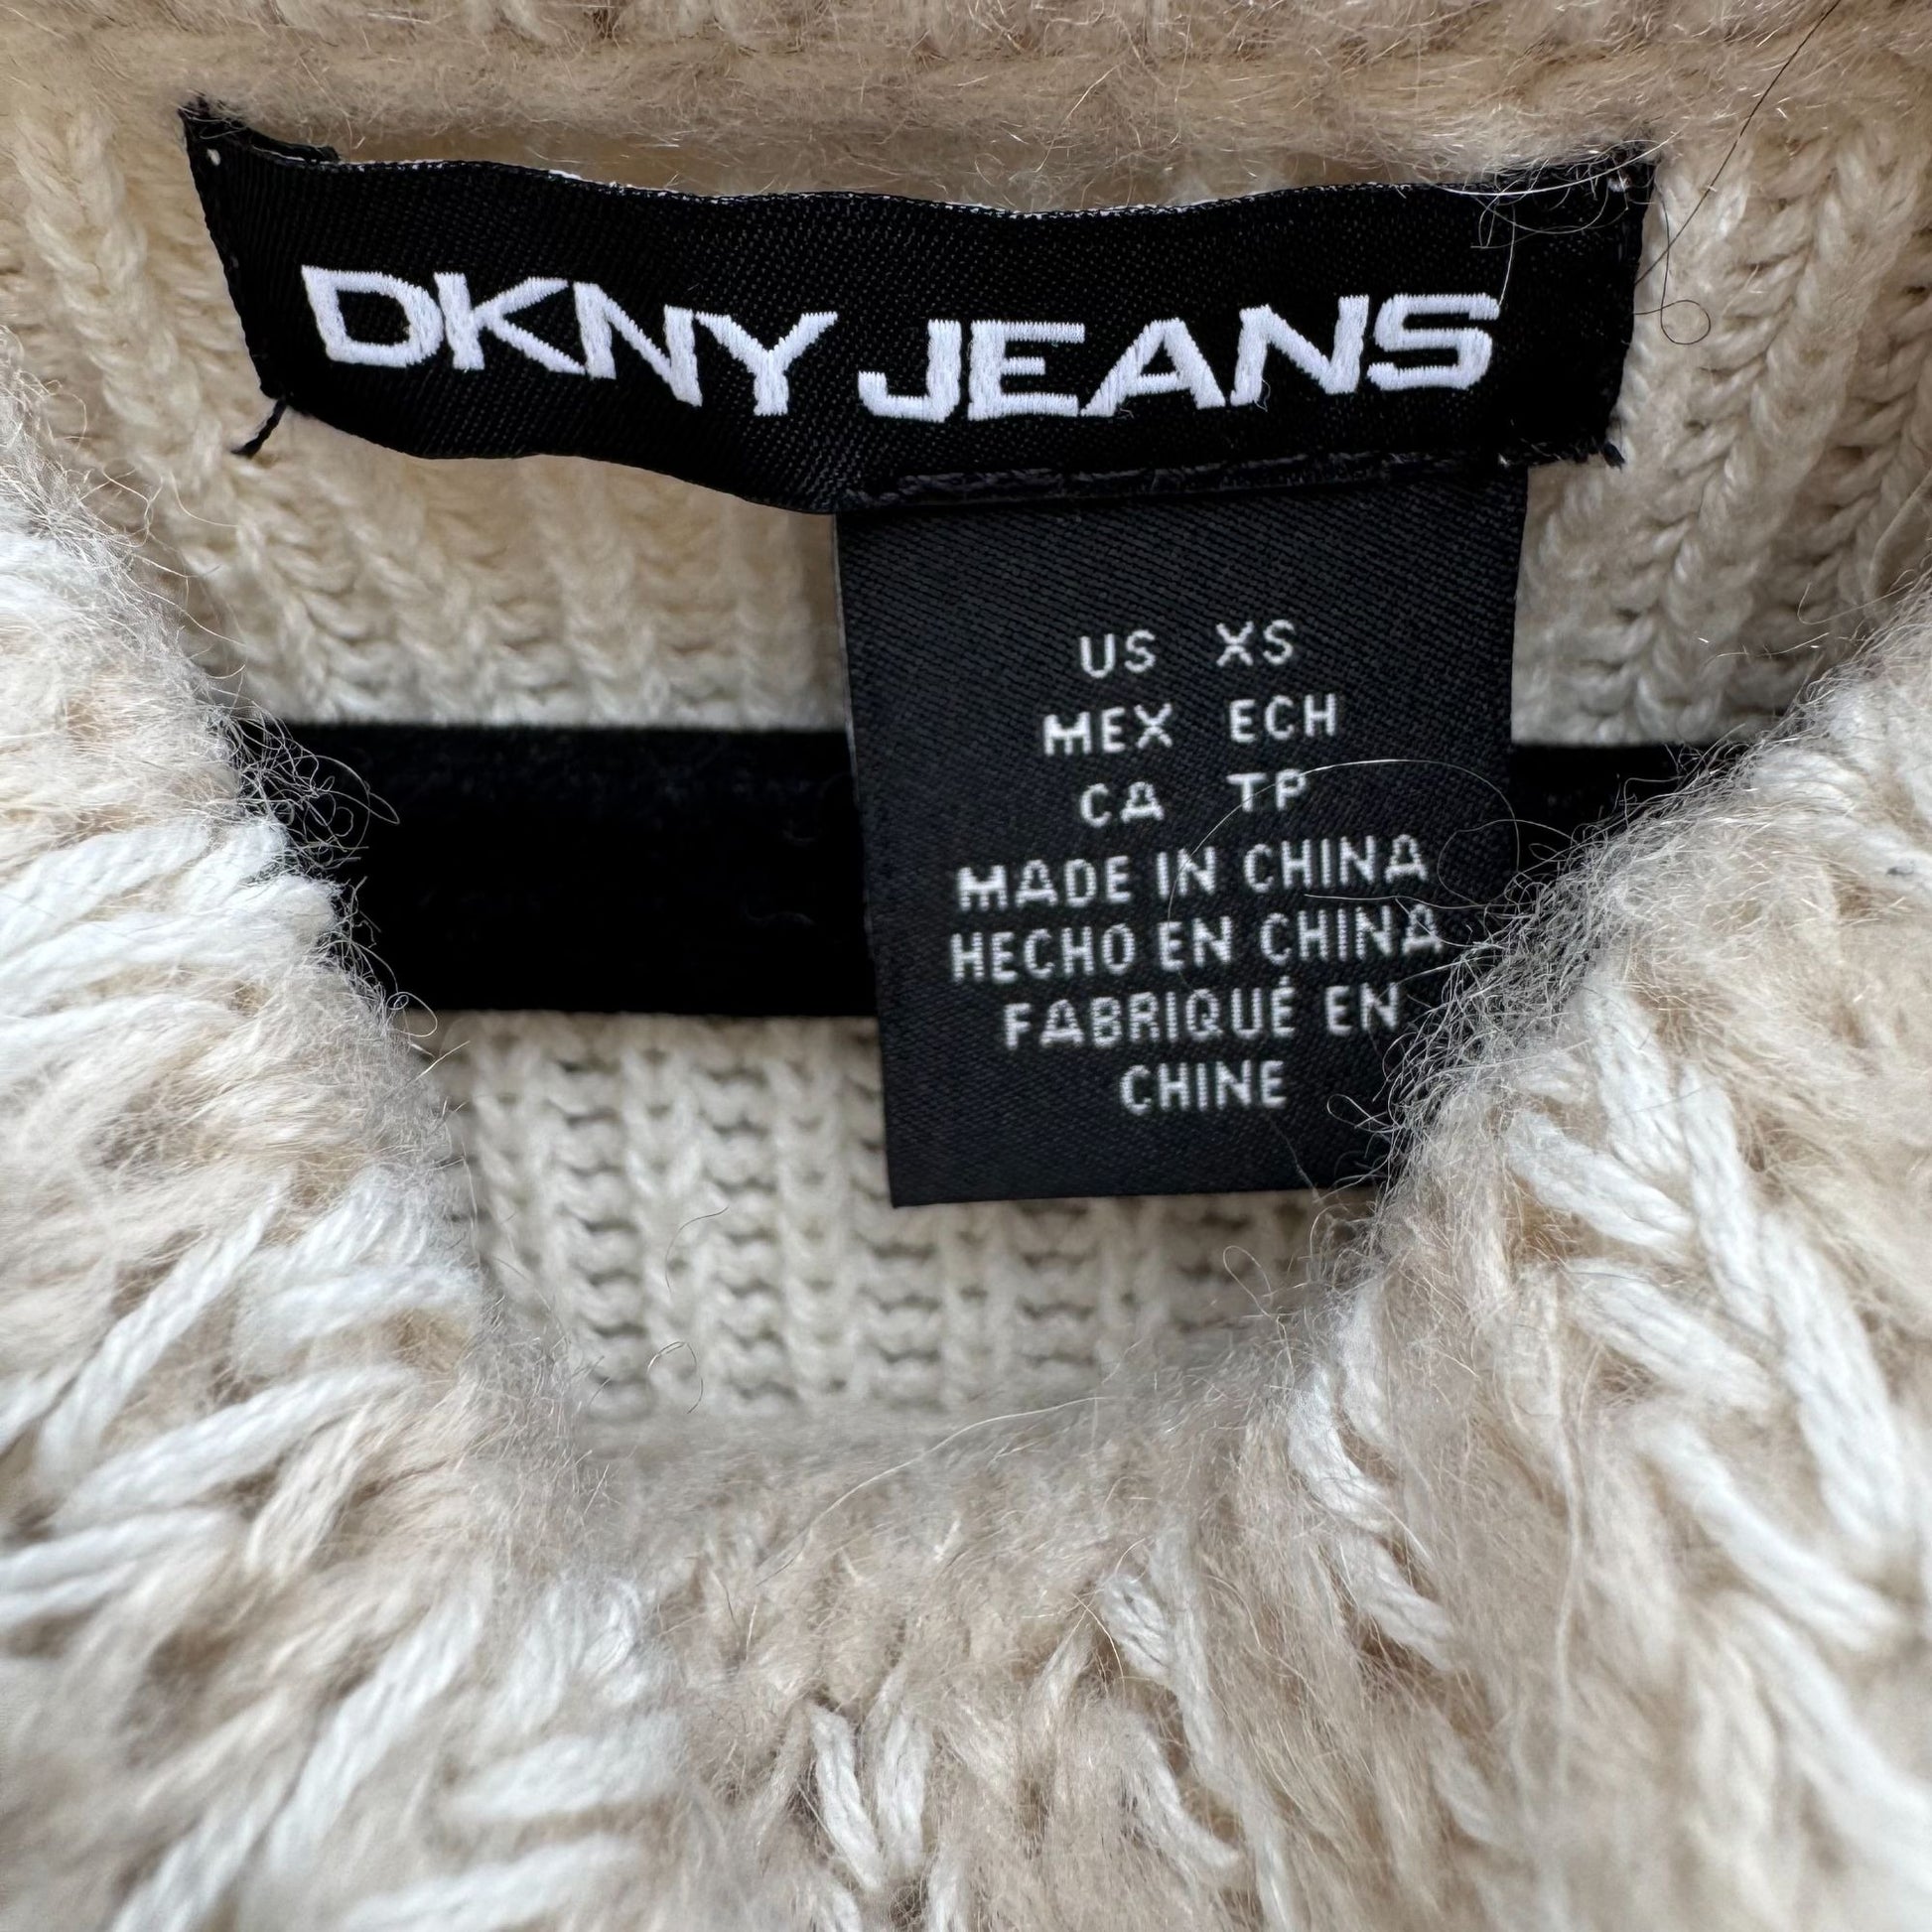 DKNY JEANS
US XS
MEX ECH
CA TP
MADE IN CHINA
HECHO EN CHINA
FABRIQUÉ EN
CHINE